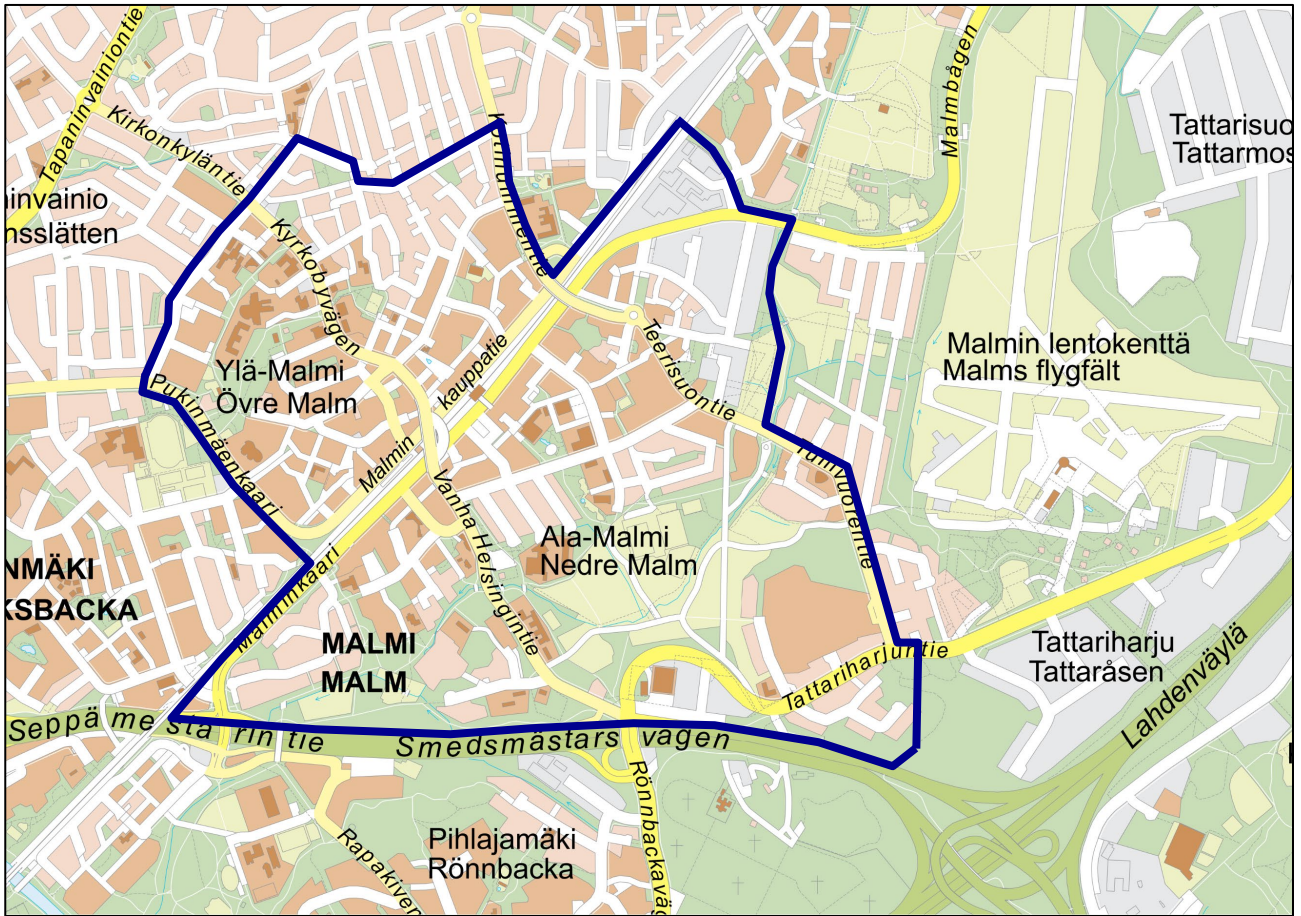 Tapaninvainiontie
Kirkonkyläntie
Malmbågen
Tattarisuo
Tattarmos
invainio
nsslätten
Kyrkobyvägen
Teerisuontie
Malmin lentokenttä
Malms flygfält
Ylä-Malmi
Övre Malm
kauppatie
Pukinmäenkaari
Malmin
Vanha Helsingintie
Ala-Malmi
Nedre Malm
NMÄKI
KSBACKA
Malminkaari
MALMI
MALM
Tattariharjuntie
Tattariharju
Tattaråsen
Lahdenväylä
Seppämestarintie
Smedsmästarsvägen
Rönnbackaväg
Rapakiven
Pihlajamäki
Rönnbacka